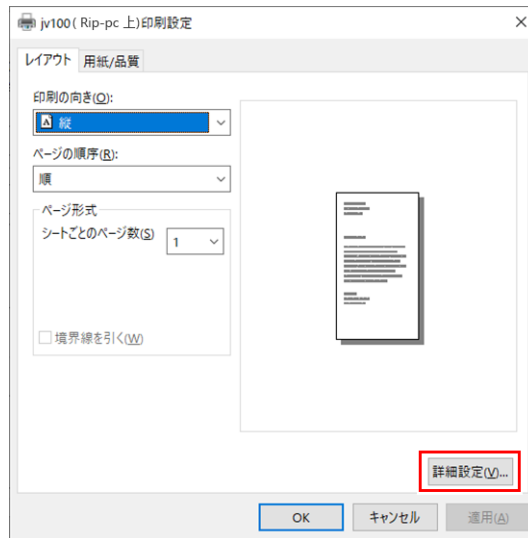 jv100( Rip-pc 上)印刷設定
レイアウト 用紙/品質
印刷の向き(O):
縦
ページの順序(R):
順
ページ形式
シートごとのページ数(S) 1
境界線を引く(W)
詳細設定(V)...
OK キャンセル 適用(A)